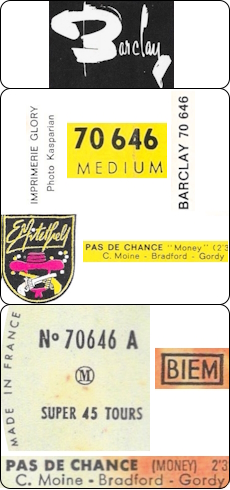 Barclay
IMPRIMERIE GLORY
Photo Kasparian
70 646
MEDIUM
BARCLAY 70 646
PAS DE CHANCE "Money" (2'3
C. Moine - Bradford - Gordy
MADE IN FRANCE
No 70646 A
M
SUPER 45 TOURS
BIEM
PAS DE CHANCE (MONEY) 2'3
C. Moine - Bradford - Gordy